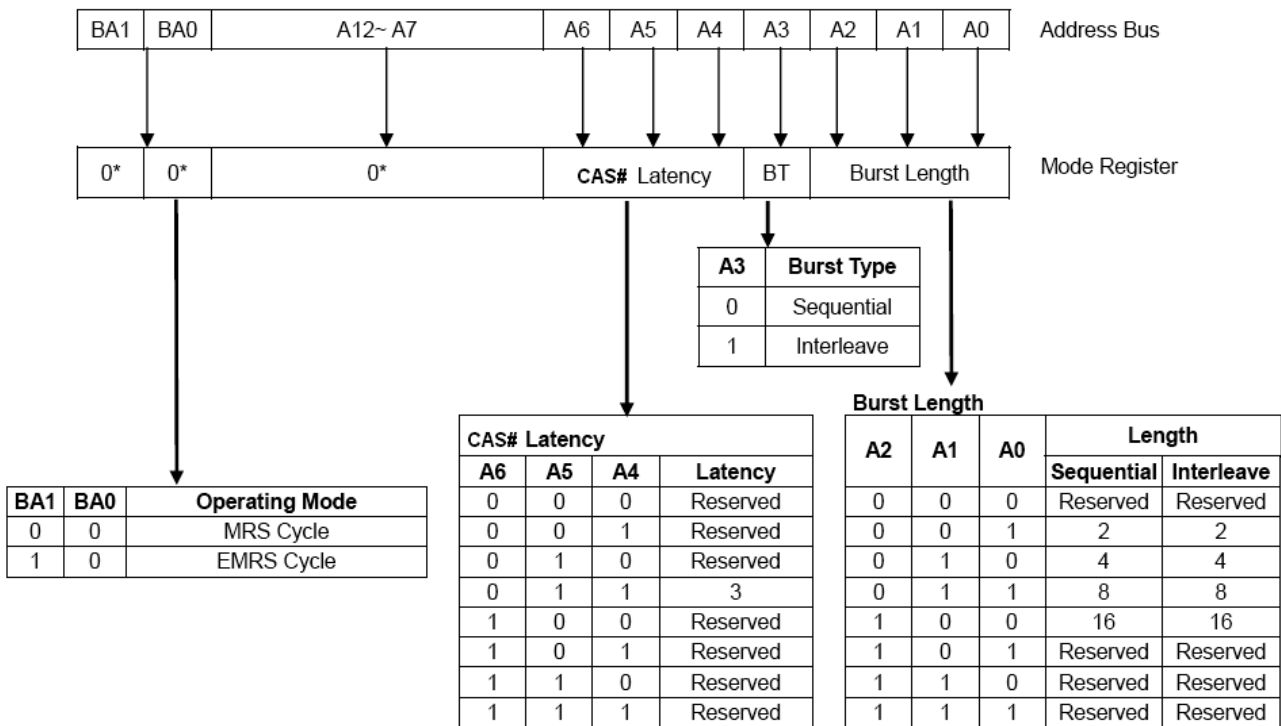 BA1 BA0 A12~ A7 A6 A5 A4 A3 A2 A1 A0 Address Bus
0* 0* 0* CAS# Latency BT Burst Length Mode Register
A3 Burst Type
0 Sequential
1 Interleave
BA1 BA0 Operating Mode
0 0 MRS Cycle
1 0 EMRS Cycle
CAS# Latency
A6 A5 A4 Latency
0 0 0 Reserved
0 0 1 Reserved
0 1 0 Reserved
0 1 1 3
1 0 0 Reserved
1 0 1 Reserved
1 1 0 Reserved
1 1 1 Reserved
Burst Length
A2 A1 A0 Length
Sequential Interleave
0 0 0 Reserved Reserved
0 0 1 2 2
0 1 0 4 4
0 1 1 8 8
1 0 0 16 16
1 0 1 Reserved Reserved
1 1 0 Reserved Reserved
1 1 1 Reserved Reserved